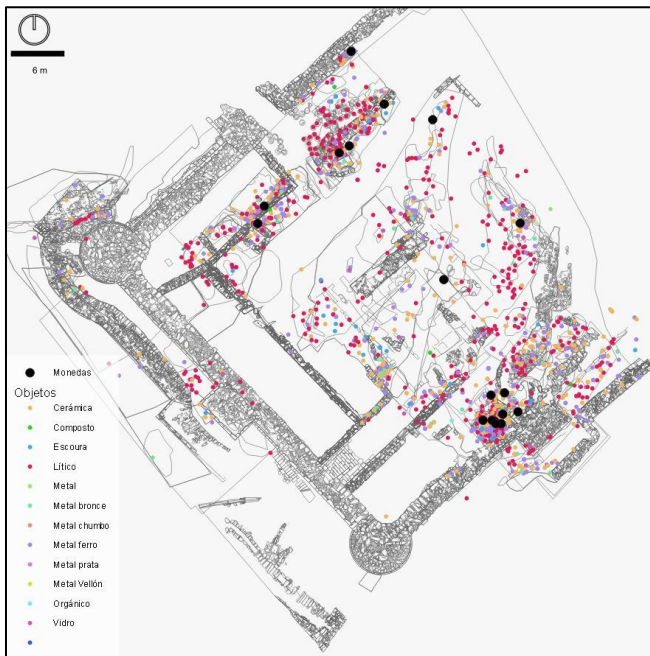 6 m
Monedas
Objetos
Cerámica
Composto
Escoura
Lítico
Metal
Metal bronce
Metal chumbo
Metal ferro
Metal prata
Metal Vellón
Orgánico
Vidro